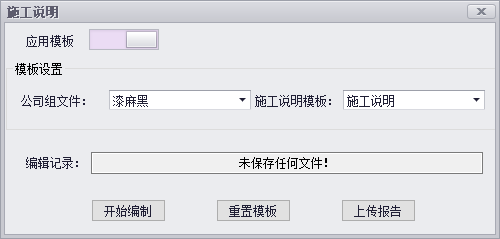 施工说明
应用模板
模板设置
公司组文件： 漆麻黑 施工说明模板： 施工说明
编辑记录： 未保存任何文件！
开始编制 重置模板 上传报告